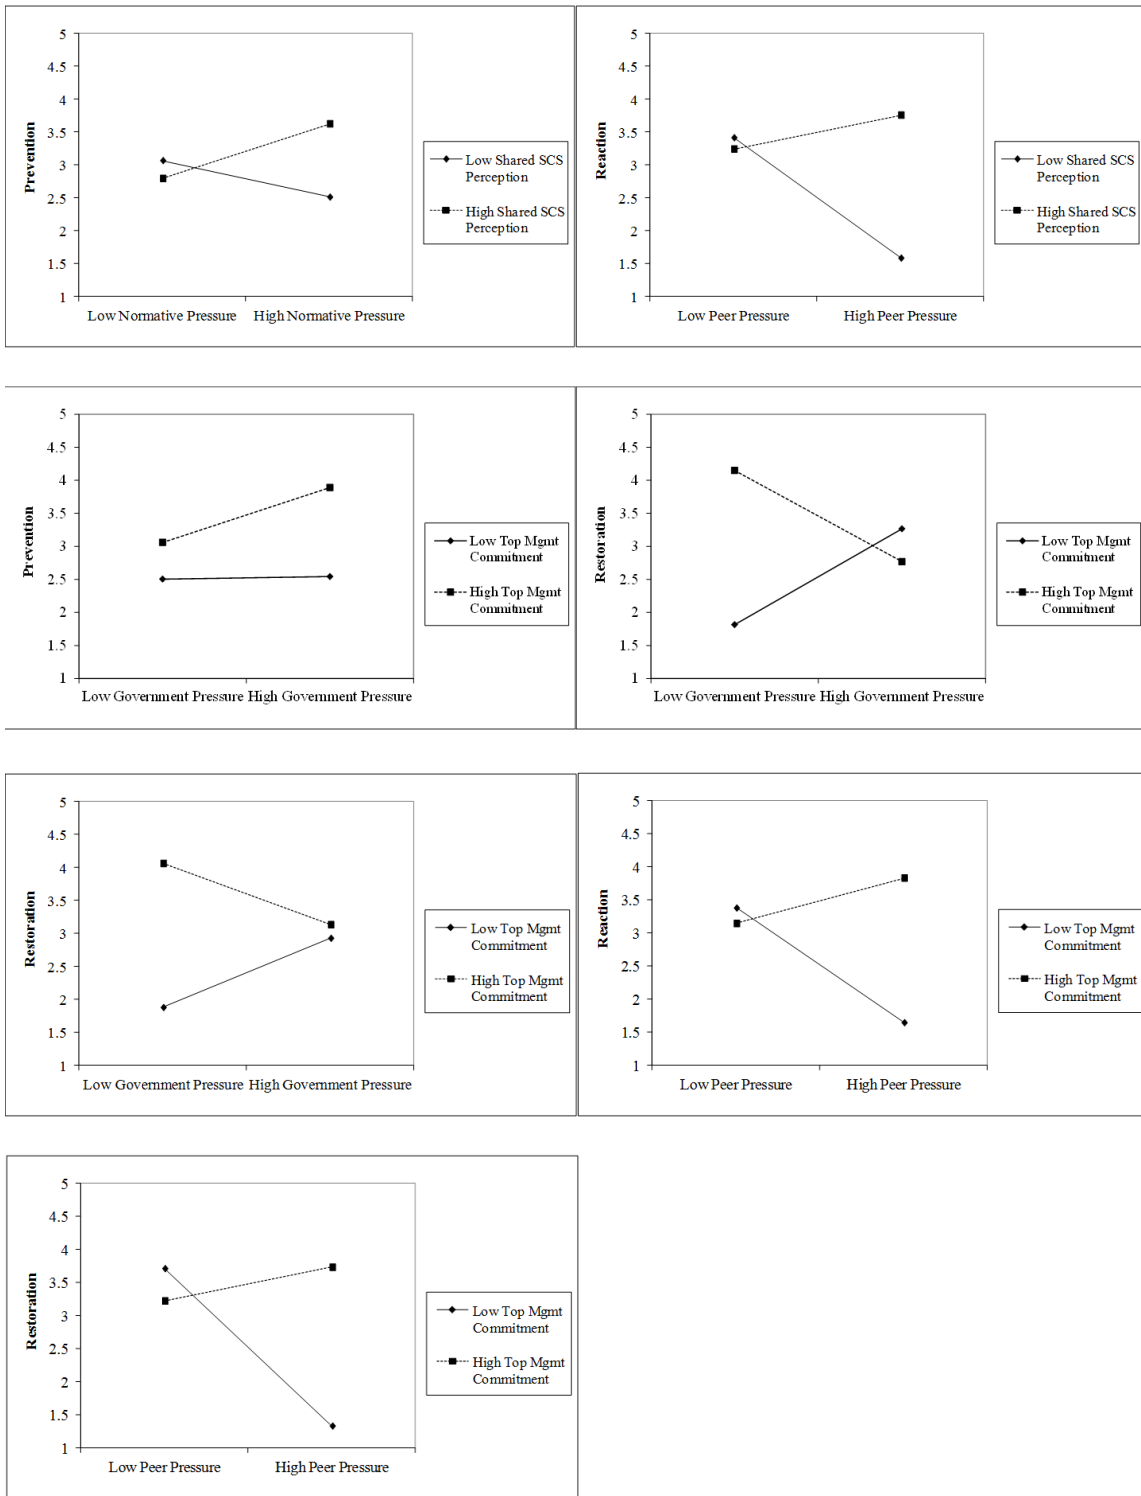 5
4.5
4
3.5
3
2.5
2
1.5
1
Prevention
Low Normative Pressure High Normative Pressure
Low Shared SCS
Perception
High Shared SCS
Perception
5
4.5
4
3.5
3
2.5
2
1.5
1
Reaction
Low Peer Pressure High Peer Pressure
Low Shared SCS
Perception
High Shared SCS
Perception
5
4.5
4
3.5
3
2.5
2
1.5
1
Prevention
Low Government Pressure High Government Pressure
Low Top Mgmt
Commitment
High Top Mgmt
Commitment
5
4.5
4
3.5
3
2.5
2
1.5
1
Restoration
Low Government Pressure High Government Pressure
Low Top Mgmt
Commitment
High Top Mgmt
Commitment
5
4.5
4
3.5
3
2.5
2
1.5
1
Restoration
Low Government Pressure High Government Pressure
Low Top Mgmt
Commitment
High Top Mgmt
Commitment
5
4.5
4
3.5
3
2.5
2
1.5
1
Reaction
Low Peer Pressure High Peer Pressure
Low Top Mgmt
Commitment
High Top Mgmt
Commitment
5
4.5
4
3.5
3
2.5
2
1.5
1
Restoration
Low Peer Pressure High Peer Pressure
Low Top Mgmt
Commitment
High Top Mgmt
Commitment